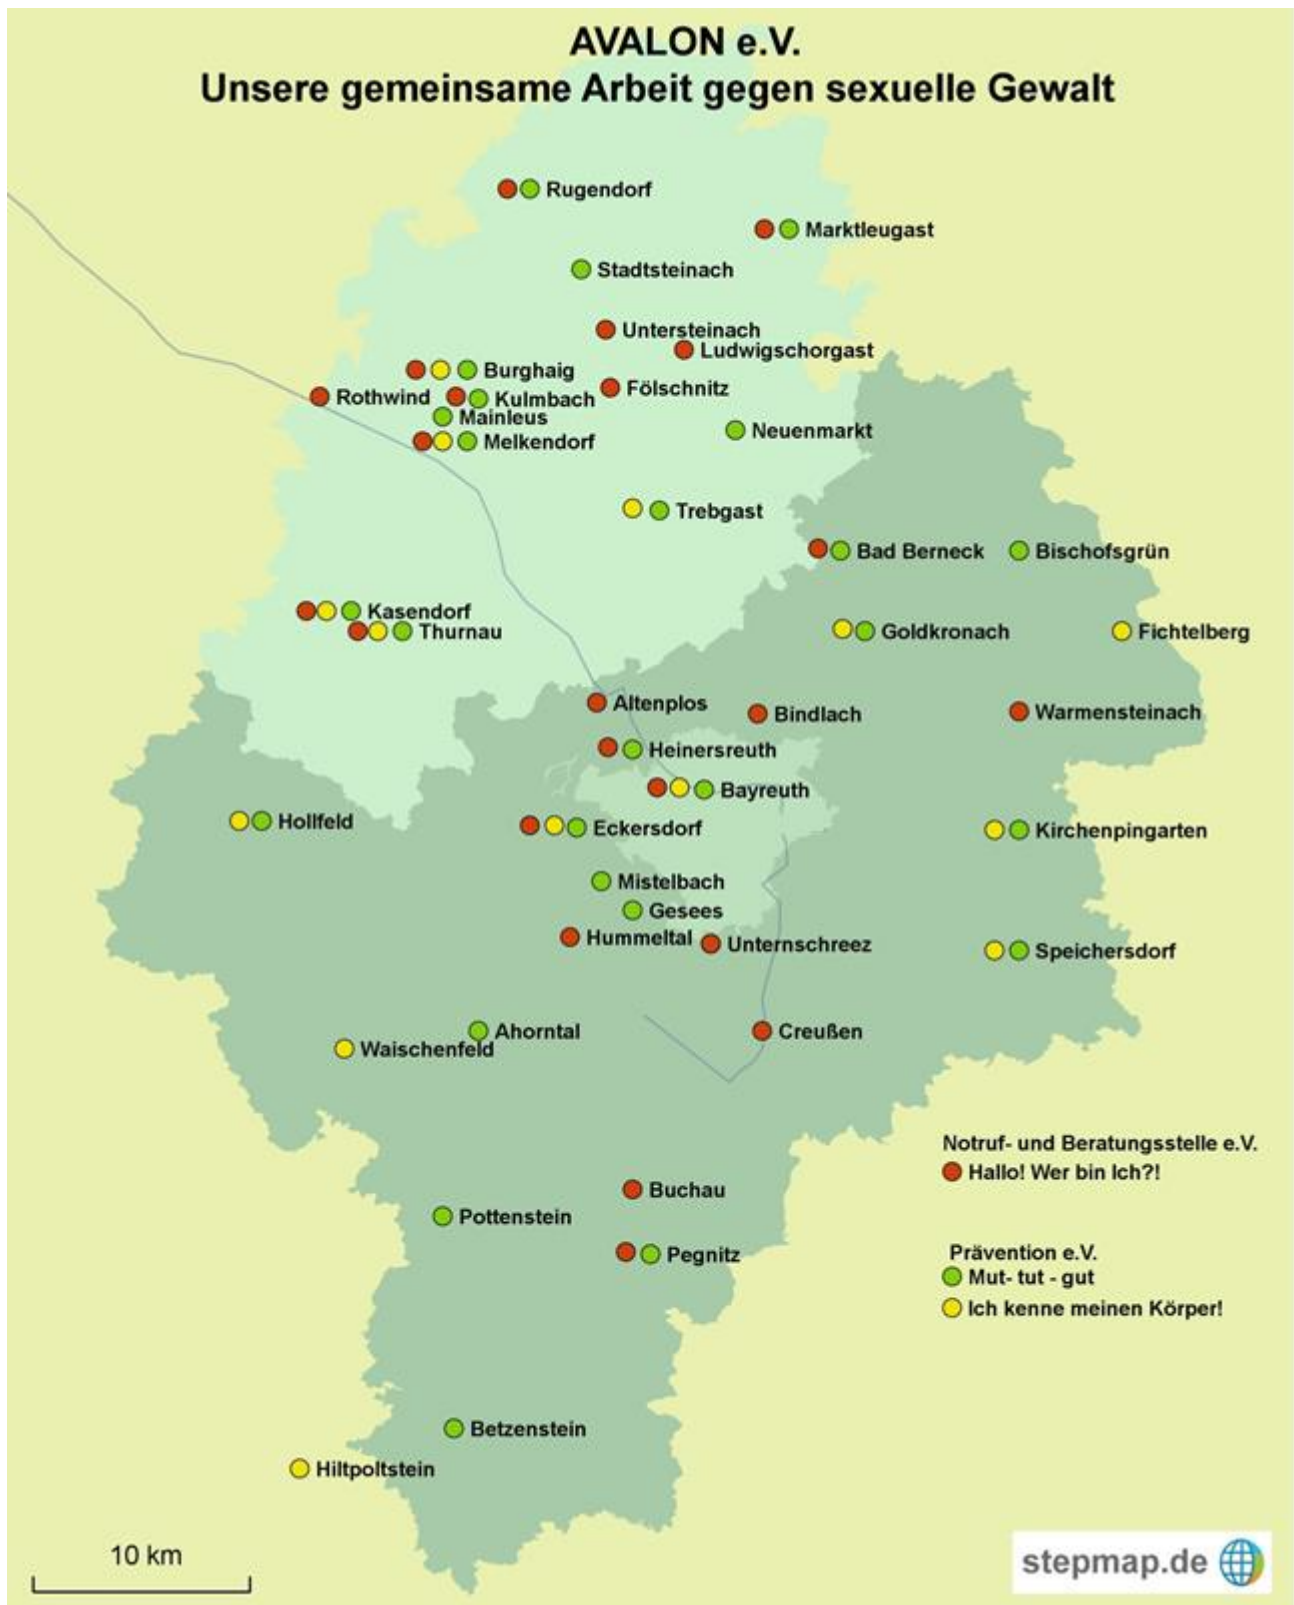 AVALON e.V.
Unsere gemeinsame Arbeit gegen sexuelle Gewalt
Rugendorf
Marktleugast
Stadtsteinach
Untersteinach
Ludwigschorgast
Burghaig
Fölschnitz
Rothwind
Kulmbach
Mainleus
Neuenmarkt
Melkendorf
Trebgast
Bad Berneck
Bischofsgrün
Kasendorf
Thurnau
Goldkronach
Fichtelberg
Altenplos
Bindlach
Warmensteinach
Heinersreuth
Bayreuth
Hollfeld
Eckersdorf
Kirchenpingarten
Mistelbach
Gesees
Hummeltal
Unternschreez
Speichersdorf
Ahorntal
Creußen
Waischenfeld
Notruf- und Beratungsstelle e.V.
Hallo! Wer bin Ich?!
Buchau
Pottenstein
Pegnitz
Prävention e.V.
Mut- tut - gut
Ich kenne meinen Körper!
Betzenstein
Hiltpoltstein
10 km
stepmap.de